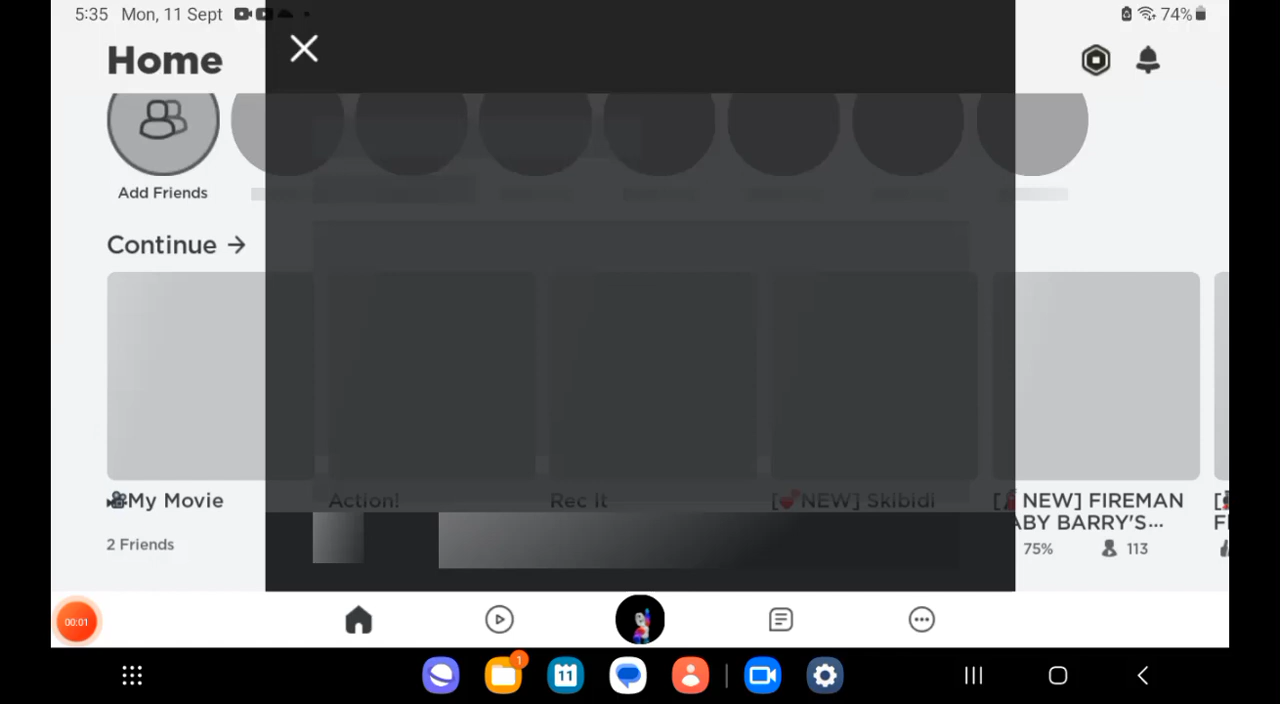 5:35 Mon, 11 Sept
74%
Home
Add Friends
Continue →
🎥My Movie
2 Friends
Action!
Rec It
[💕NEW] Skibidi
NEW] FIREMAN
ABY BARRY'S...
75% 113
00:01
1
11